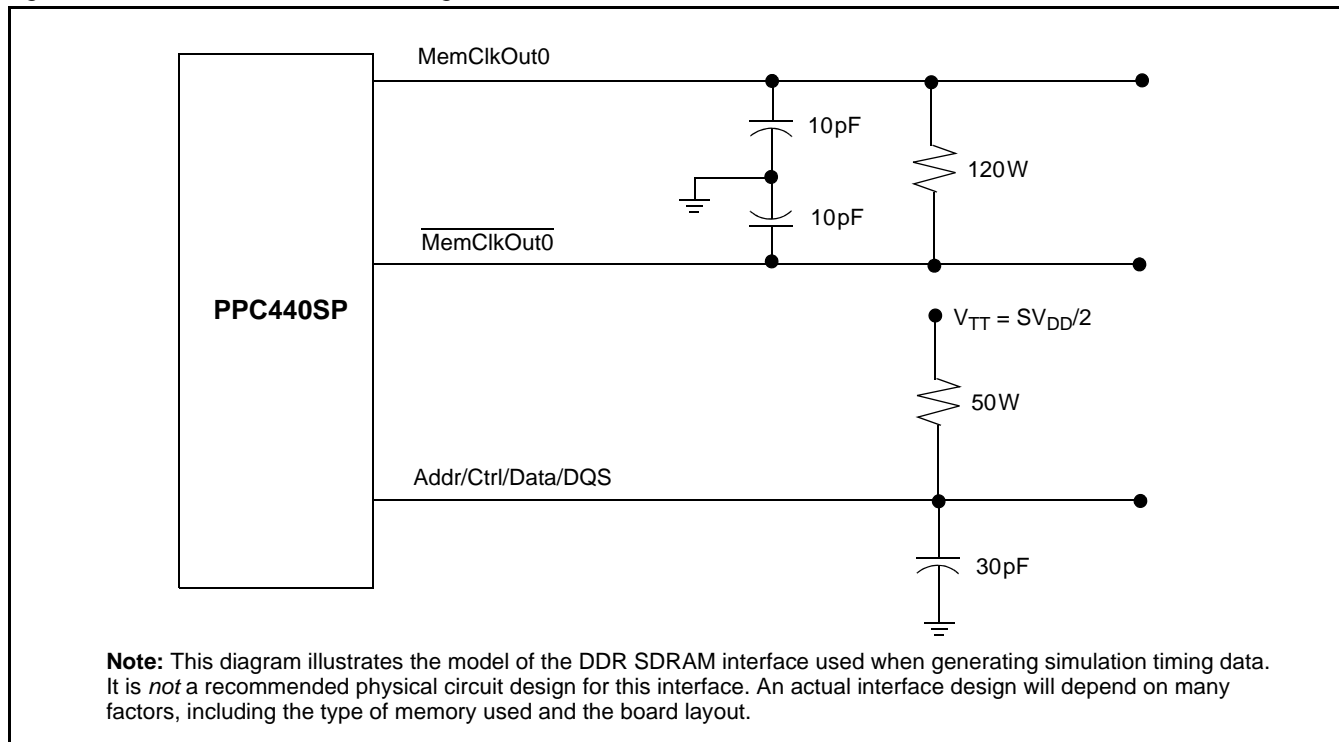 MemClkOut0
10pF
120W
10pF
MemClkOut0
PPC440SP
V_TT = SV_DD/2
50W
Addr/Ctrl/Data/DQS
30pF
Note: This diagram illustrates the model of the DDR SDRAM interface used when generating simulation timing data.
It is not a recommended physical circuit design for this interface. An actual interface design will depend on many
factors, including the type of memory used and the board layout.